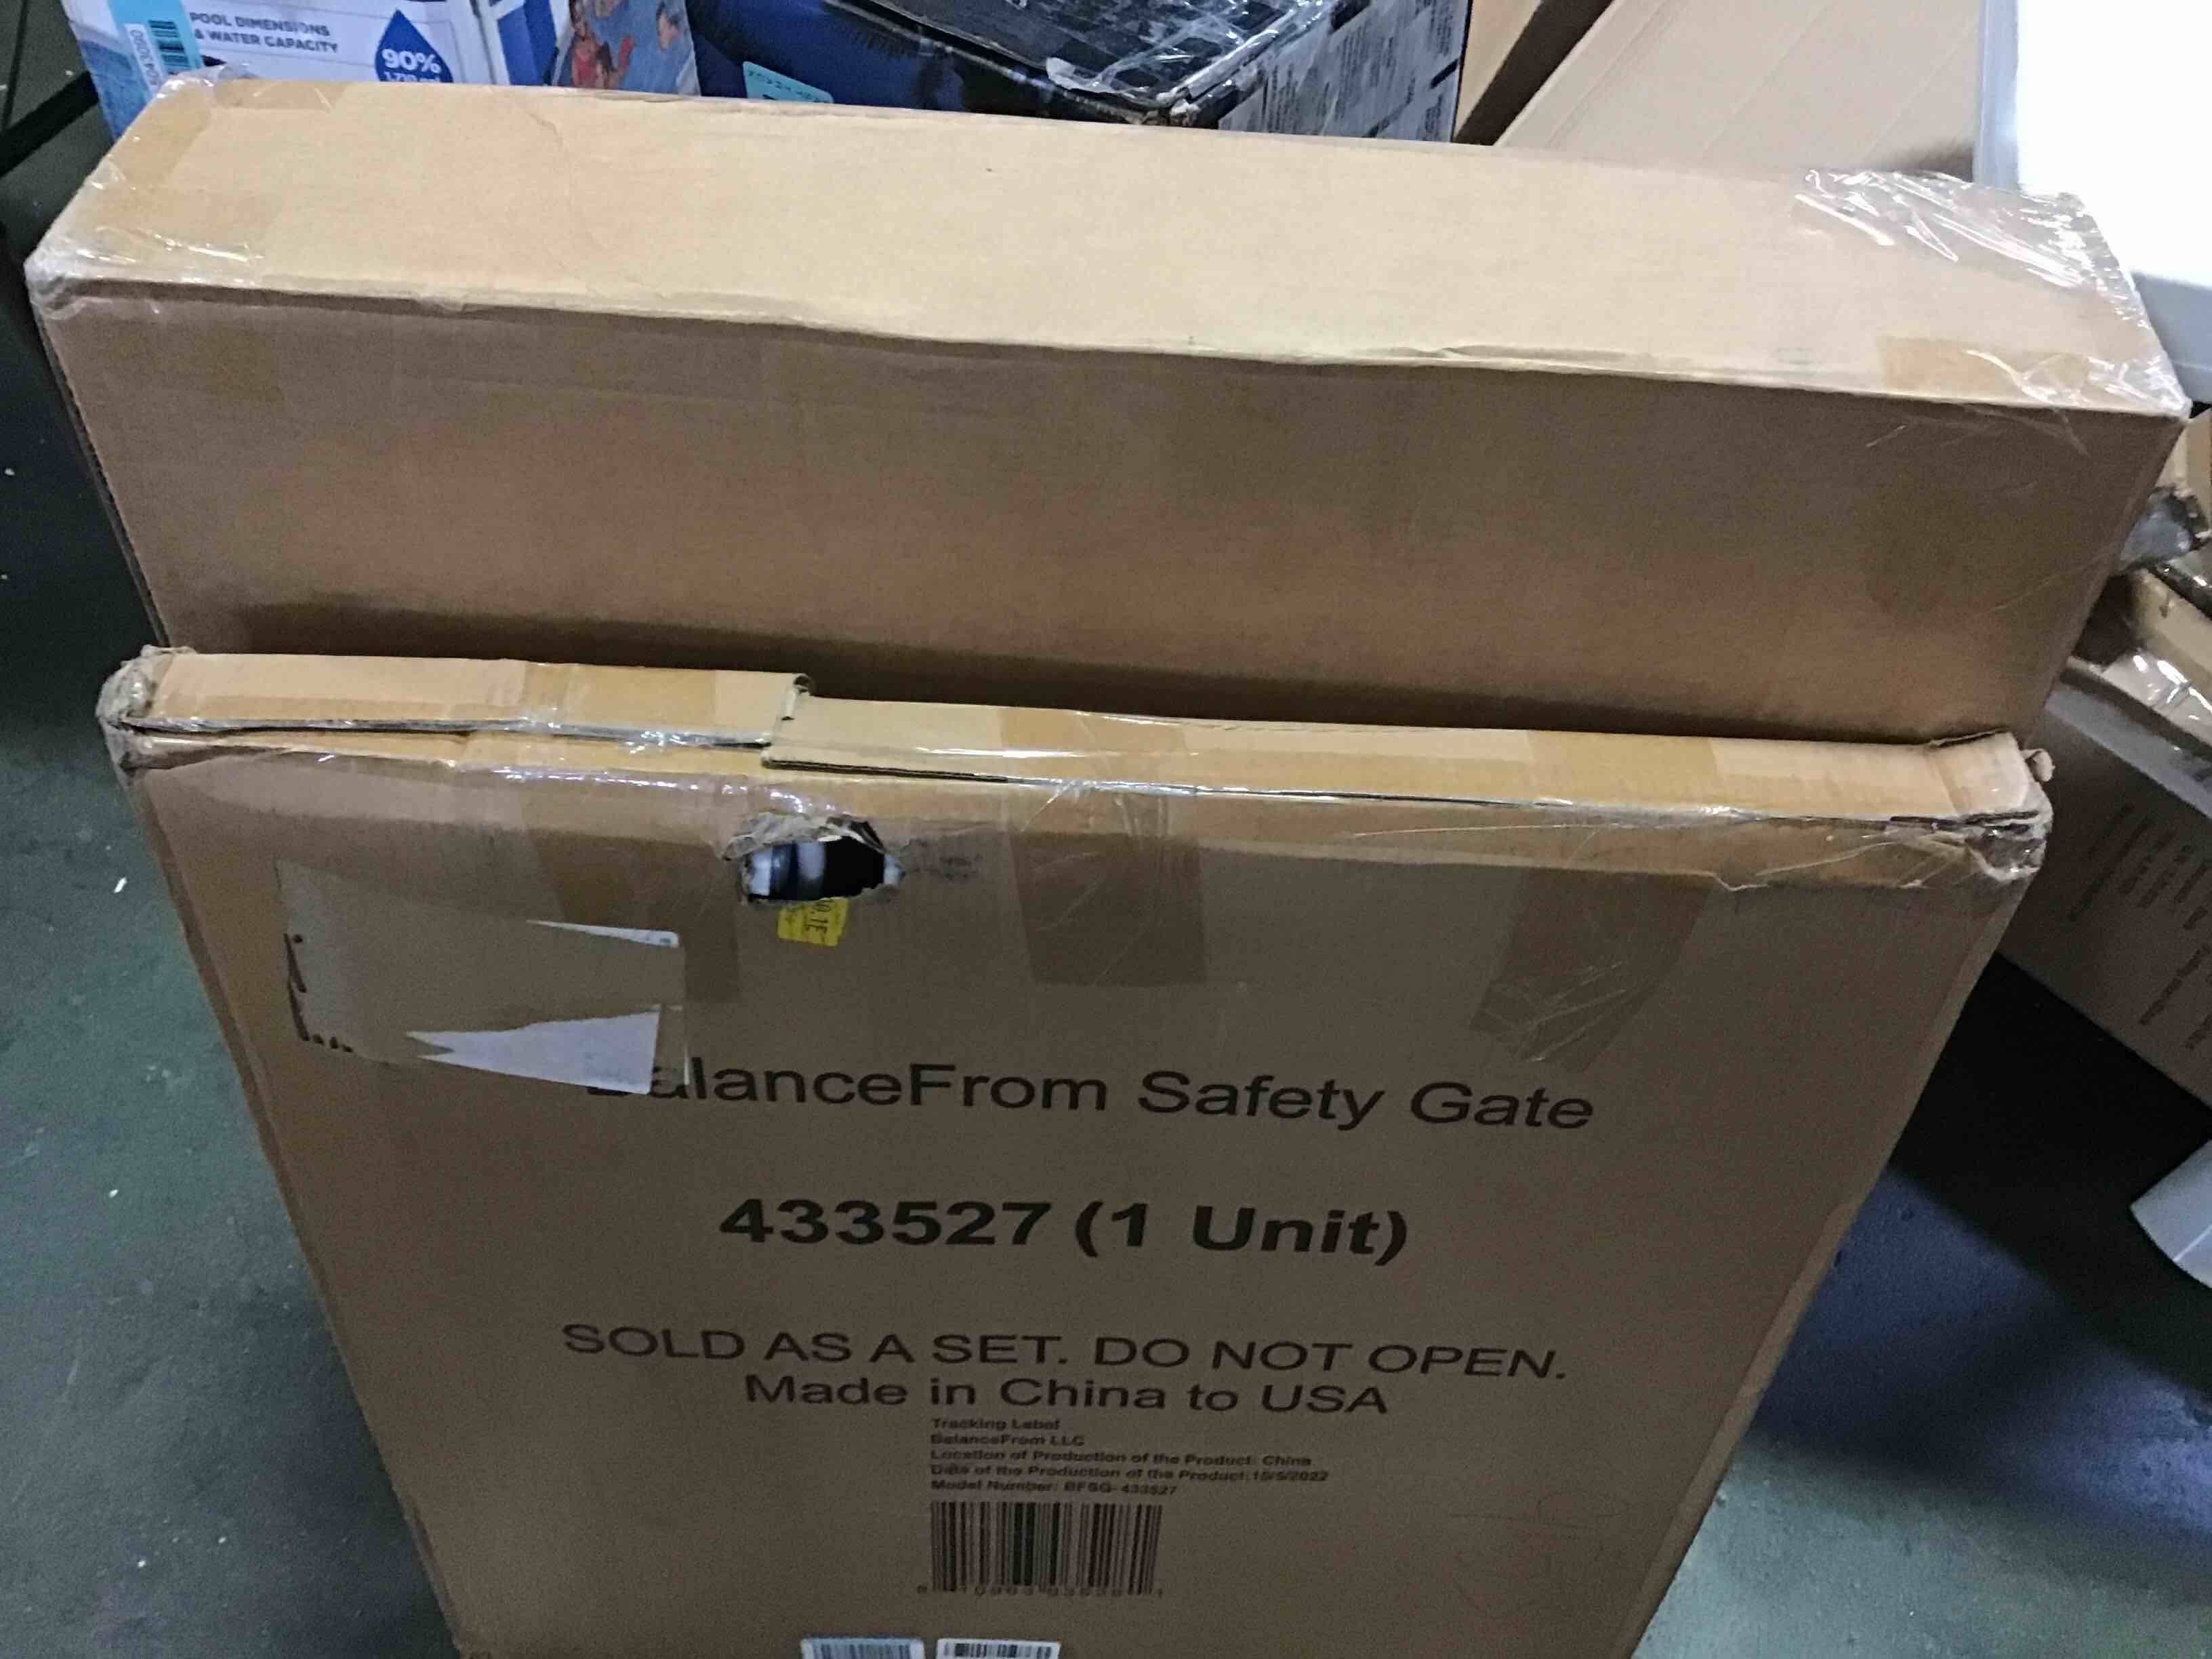 POOL DIMENSIONS
& WATER CAPACITY
90%
BalanceFrom Safety Gate
433527 (1 Unit)
SOLD AS A SET. DO NOT OPEN.
Made in China to USA
Tracking Label
BalanceFrom LLC
Location of Production of the Product: China
Date of the Production of the Product: 15/5/2022
Model Number: BFSG-433527